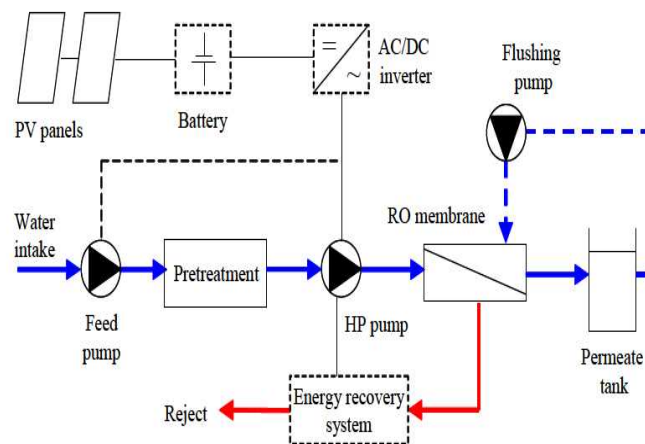 AC/DC
inverter
Flushing
pump
PV panels
Battery
Water
intake
RO membrane
Pretreatment
Feed
pump
HP pump
Permeate
tank
Reject
Energy recovery
system